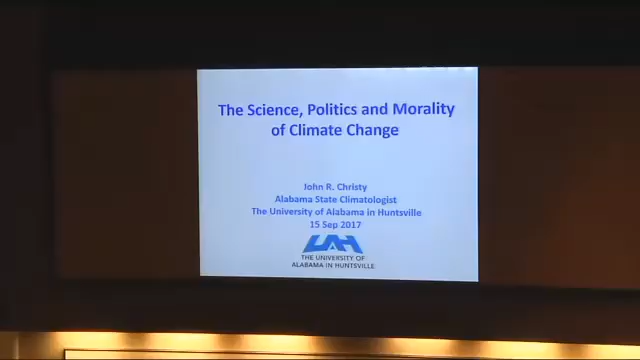 The Science, Politics and Morality
of Climate Change
John R. Christy
Alabama State Climatologist
The University of Alabama in Huntsville
15 Sep 2017
UAH
THE UNIVERSITY OF
ALABAMA IN HUNTSVILLE